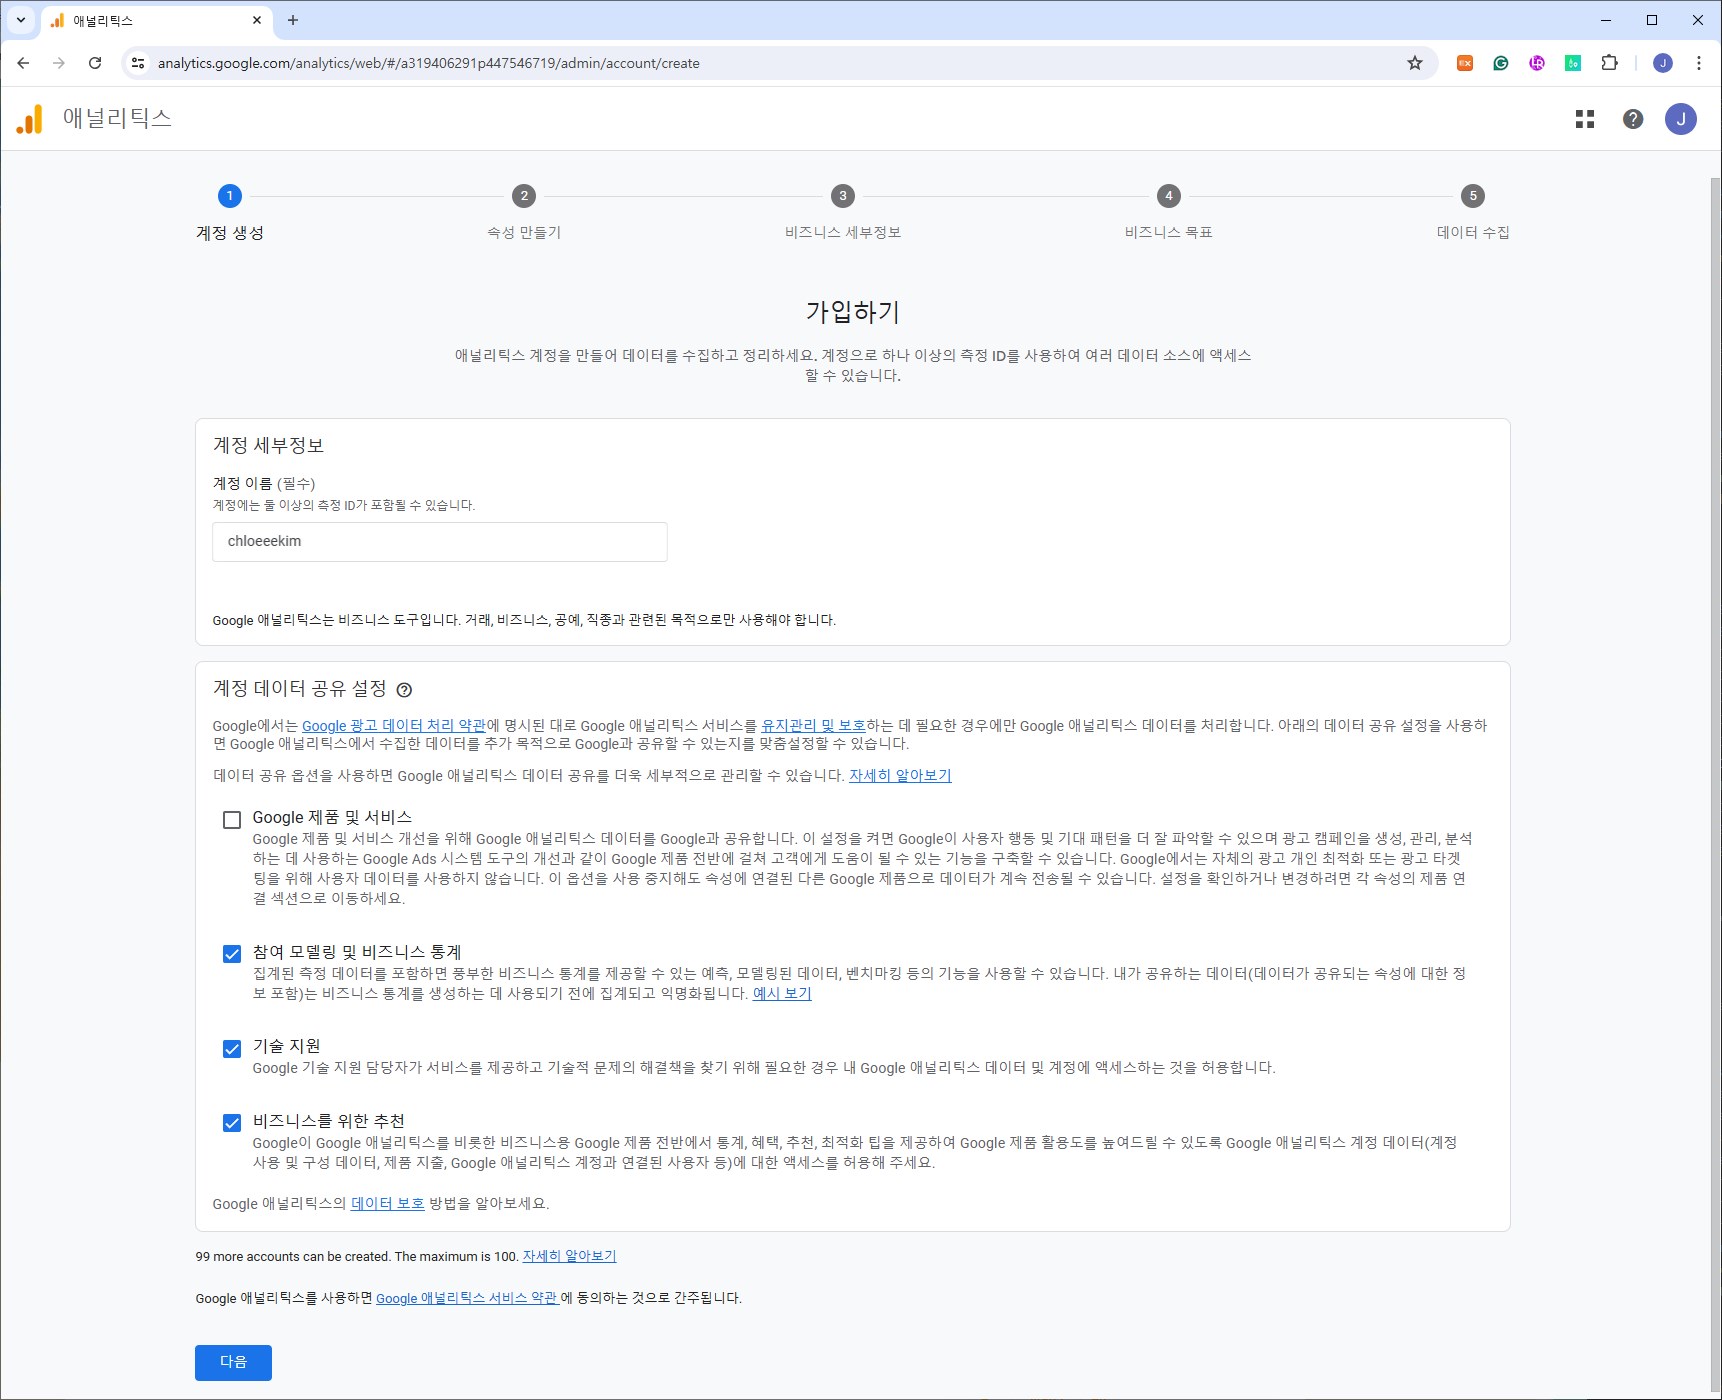 애널리틱스
analytics.google.com/analytics/web/#/a319406291p447546719/admin/account/create
J
애널리틱스
J
1 2 3 4 5
계정 생성 속성 만들기 비즈니스 세부정보 비즈니스 목표 데이터 수집
가입하기
애널리틱스 계정을 만들어 데이터를 수집하고 정리하세요. 계정으로 하나 이상의 측정 ID를 사용하여 여러 데이터 소스에 액세스
할 수 있습니다.
계정 세부정보
계정 이름 (필수)
계정에는 둘 이상의 측정 ID가 포함될 수 있습니다.
chloeeekim
Google 애널리틱스는 비즈니스 도구입니다. 거래, 비즈니스, 공예, 직종과 관련된 목적으로만 사용해야 합니다.
계정 데이터 공유 설정
Google에서는 Google 광고 데이터 처리 약관에 명시된 대로 Google 애널리틱스 서비스를 유지관리 및 보호하는 데 필요한 경우에만 Google 애널리틱스 데이터를 처리합니다. 아래의 데이터 공유 설정을 사용하
면 Google 애널리틱스에서 수집한 데이터를 추가 목적으로 Google과 공유할 수 있는지를 맞춤설정할 수 있습니다.
데이터 공유 옵션을 사용하면 Google 애널리틱스 데이터 공유를 더욱 세부적으로 관리할 수 있습니다. 자세히 알아보기
Google 제품 및 서비스
Google 제품 및 서비스 개선을 위해 Google 애널리틱스 데이터를 Google과 공유합니다. 이 설정을 켜면 Google이 사용자 행동 및 기대 패턴을 더 잘 파악할 수 있으며 광고 캠페인을 생성, 관리, 분석
하는 데 사용하는 Google Ads 시스템 도구의 개선과 같이 Google 제품 전반에 걸쳐 고객에게 도움이 될 수 있는 기능을 구축할 수 있습니다. Google에서는 자체의 광고 개인 최적화 또는 광고 타겟
팅을 위해 사용자 데이터를 사용하지 않습니다. 이 옵션을 사용 중지해도 속성에 연결된 다른 Google 제품으로 데이터가 계속 전송될 수 있습니다. 설정을 확인하거나 변경하려면 각 속성의 제품 연
결 섹션으로 이동하세요.
참여 모델링 및 비즈니스 통계
집계된 측정 데이터를 포함하면 풍부한 비즈니스 통계를 제공할 수 있는 예측, 모델링된 데이터, 벤치마킹 등의 기능을 사용할 수 있습니다. 내가 공유하는 데이터(데이터가 공유되는 속성에 대한 정
보 포함)는 비즈니스 통계를 생성하는 데 사용되기 전에 집계되고 익명화됩니다. 예시 보기
기술 지원
Google 기술 지원 담당자가 서비스를 제공하고 기술적 문제의 해결책을 찾기 위해 필요한 경우 내 Google 애널리틱스 데이터 및 계정에 액세스하는 것을 허용합니다.
비즈니스를 위한 추천
Google이 Google 애널리틱스를 비롯한 비즈니스용 Google 제품 전반에서 통계, 혜택, 추천, 최적화 팁을 제공하여 Google 제품 활용도를 높여드릴 수 있도록 Google 애널리틱스 계정 데이터(계정
사용 및 구성 데이터, 제품 지출, Google 애널리틱스 계정과 연결된 사용자 등)에 대한 액세스를 허용해 주세요.
Google 애널리틱스의 데이터 보호 방법을 알아보세요.
99 more accounts can be created. The maximum is 100. 자세히 알아보기
Google 애널리틱스를 사용하면 Google 애널리틱스 서비스 약관 에 동의하는 것으로 간주됩니다.
다음